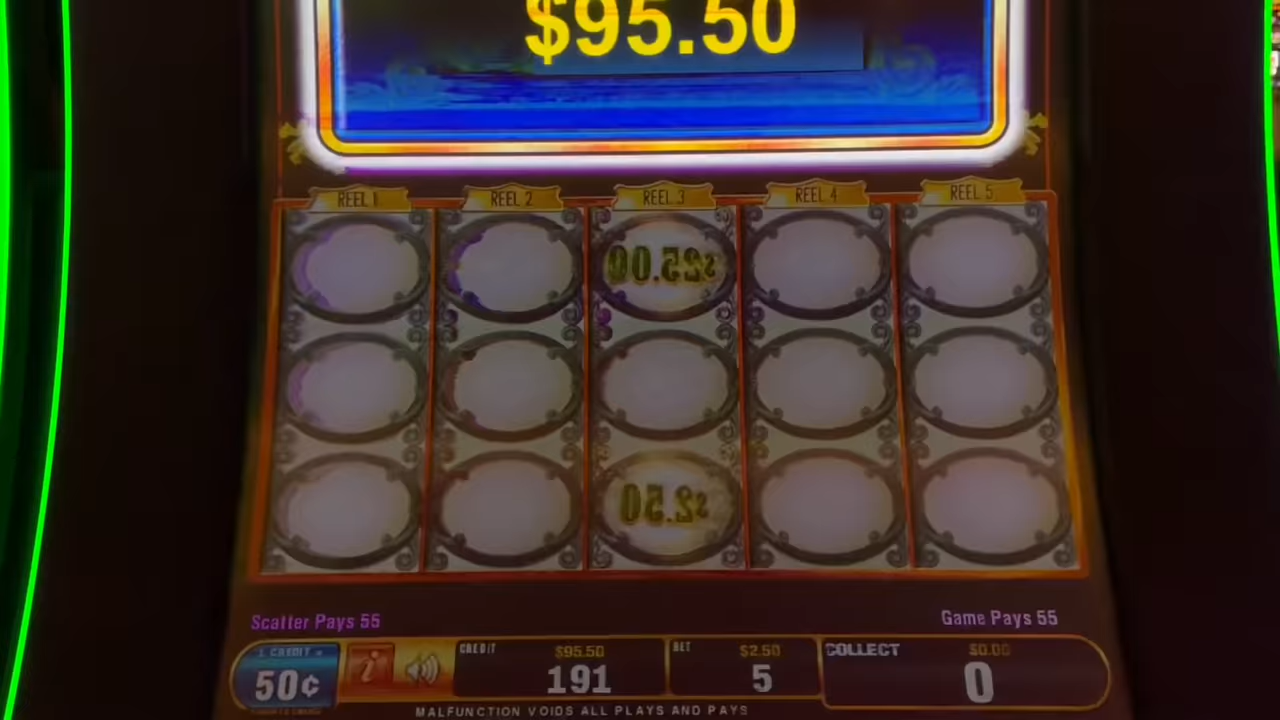 $95.50
REEL 1 REEL 2 REEL 3 REEL 4 REEL 5
$25.00
$2.50
Scatter Pays 55 Game Pays 55
1 CREDIT = CREDIT $95.50 BET $2.50 COLLECT $0.00
50¢ i 191 5 0
MALFUNCTION VOIDS ALL PLAYS AND PAYS